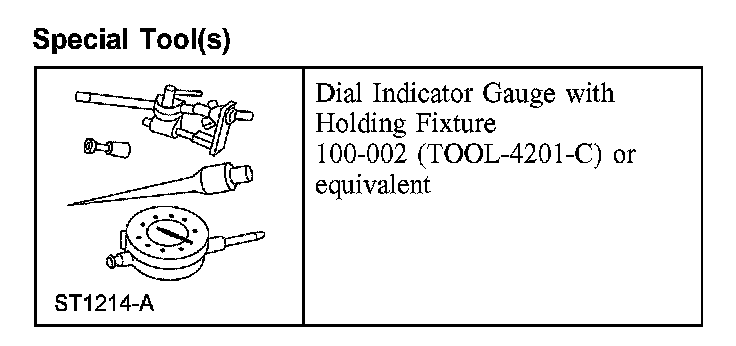 Special Tool(s)
Dial Indicator Gauge with
Holding Fixture
100-002 (TOOL-4201-C) or
equivalent
ST1214-A